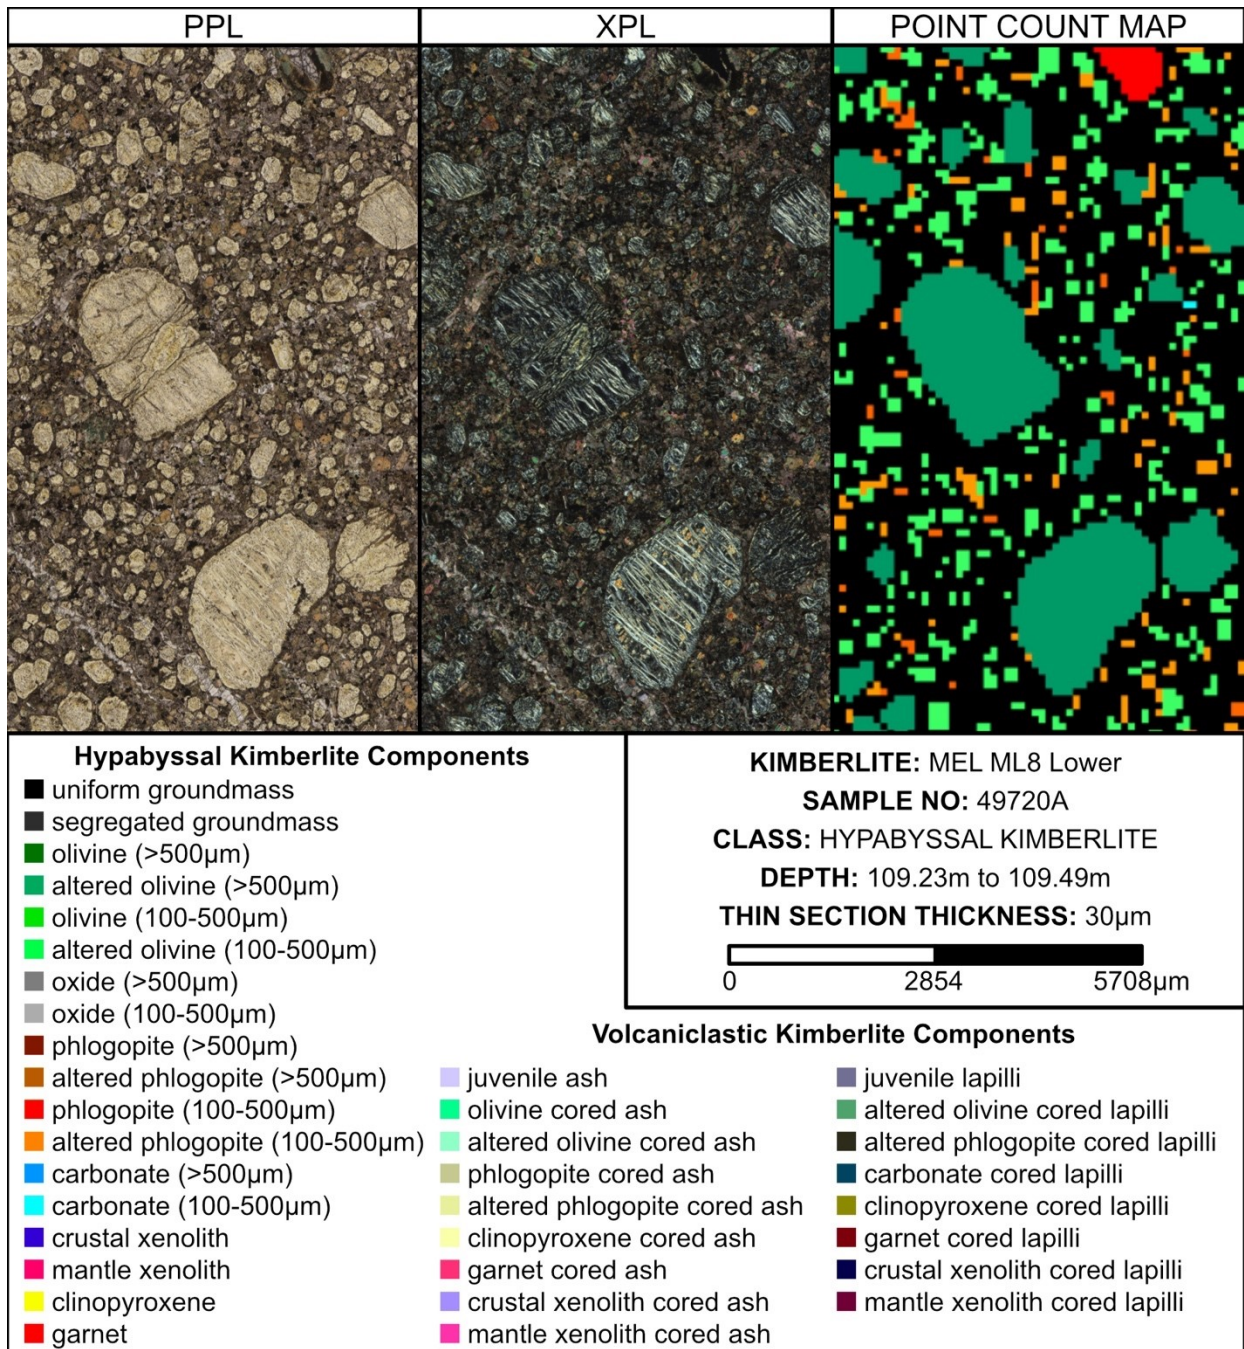 PPL
XPL
POINT COUNT MAP
Hypabyssal Kimberlite Components
uniform groundmass
segregated groundmass
olivine (>500µm)
altered olivine (>500µm)
olivine (100-500µm)
altered olivine (100-500µm)
oxide (>500µm)
oxide (100-500µm)
phlogopite (>500µm)
altered phlogopite (>500µm)
phlogopite (100-500µm)
altered phlogopite (100-500µm)
carbonate (>500µm)
carbonate (100-500µm)
crustal xenolith
mantle xenolith
clinopyroxene
garnet
KIMBERLITE: MEL ML8 Lower
SAMPLE NO: 49720A
CLASS: HYPABYSSAL KIMBERLITE
DEPTH: 109.23m to 109.49m
THIN SECTION THICKNESS: 30µm
0 2854 5708µm
Volcaniclastic Kimberlite Components
juvenile ash
olivine cored ash
altered olivine cored ash
phlogopite cored ash
altered phlogopite cored ash
clinopyroxene cored ash
garnet cored ash
crustal xenolith cored ash
mantle xenolith cored ash
juvenile lapilli
altered olivine cored lapilli
altered phlogopite cored lapilli
carbonate cored lapilli
clinopyroxene cored lapilli
garnet cored lapilli
crustal xenolith cored lapilli
mantle xenolith cored lapilli